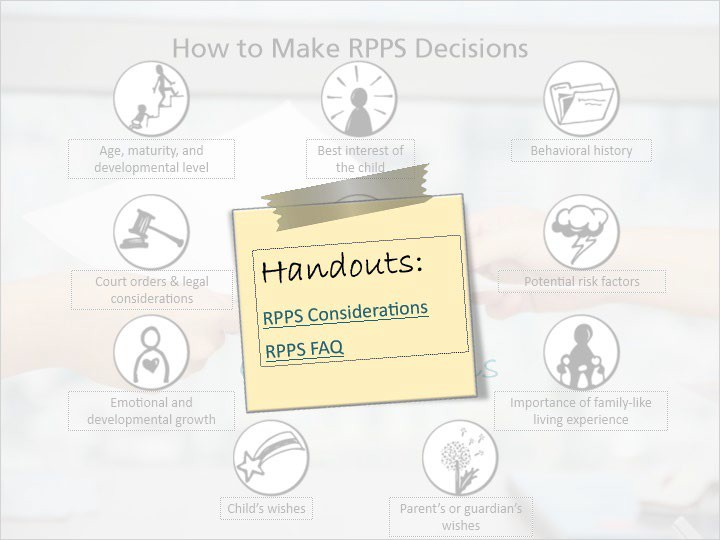 How to Make RPPS Decisions
Age, maturity, and
developmental level
Best interest of
the child
Behavioral history
Court orders & legal
considerations
Handouts:
RPPS Considerations
RPPS FAQ
Potential risk factors
Emotional and
developmental growth
Importance of family-like
living experience
Child's wishes
Parent's or guardian's
wishes